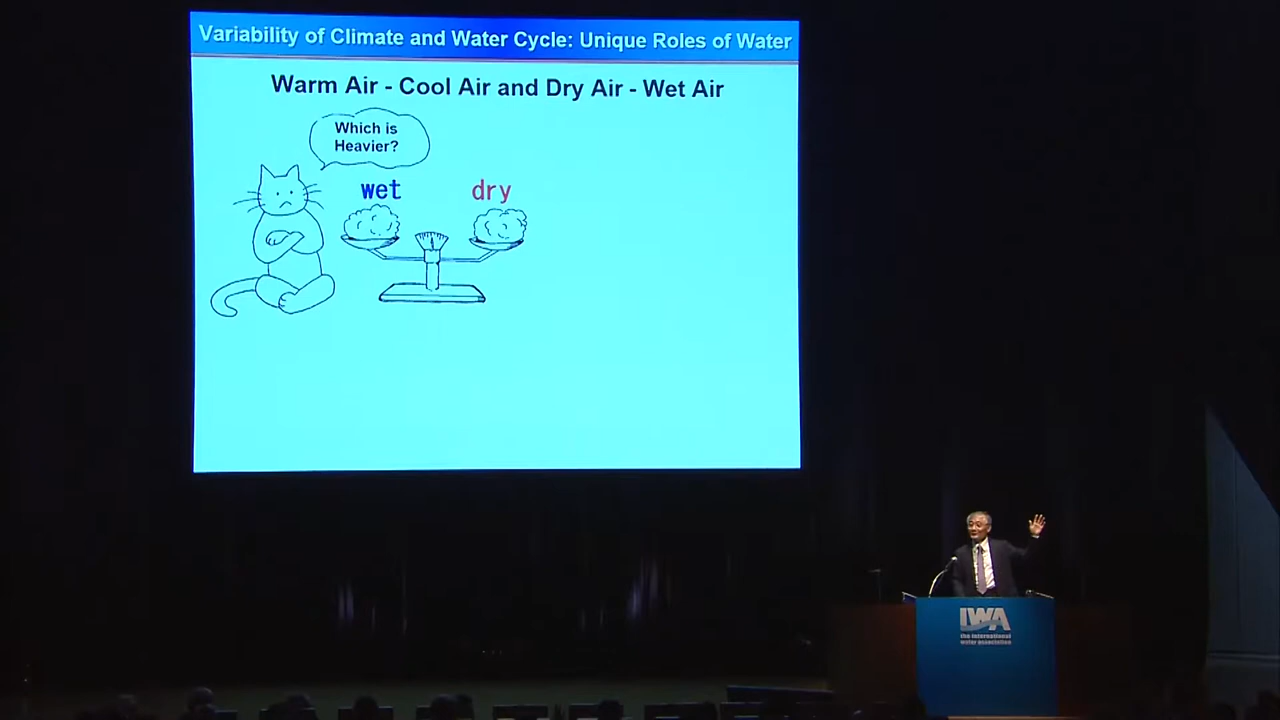 Variability of Climate and Water Cycle: Unique Roles of Water
Warm Air - Cool Air and Dry Air - Wet Air
Which is
Heavier?
wet
dry
IWA
the international
water association